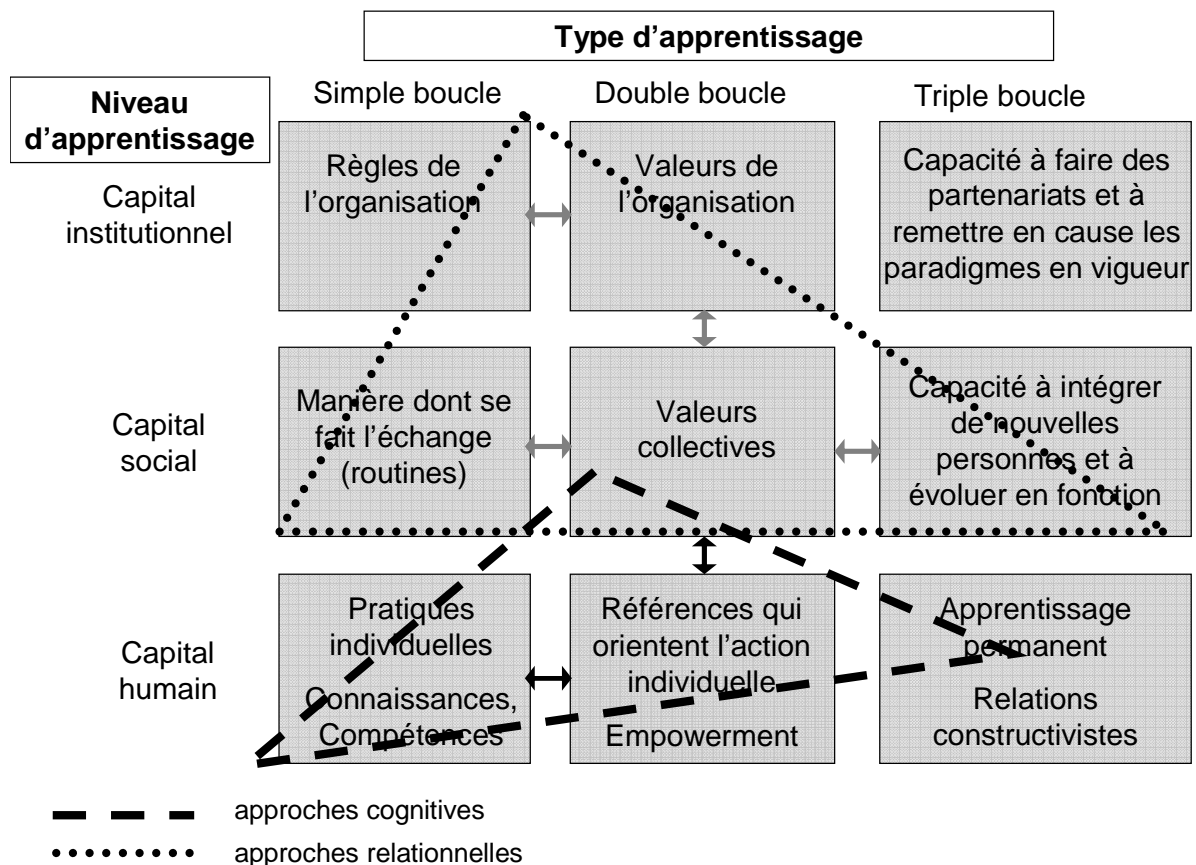 Type d’apprentissage
Niveau
d’apprentissage
Simple boucle
Double boucle
Triple boucle
Capital
institutionnel
Règles de
l’organisation
Valeurs de
l’organisation
Capacité à faire des
partenariats et à
remettre en cause les
paradigmes en vigueur
Capital
social
Manière dont se
fait l’échange
(routines)
Valeurs
collectives
Capacité à intégrer
de nouvelles
personnes et à
évoluer en fonction
Capital
humain
Pratiques
individuelles
Connaissances,
Compétences
Références qui
orientent l’action
individuelle
Empowerment
Apprentissage
permanent
Relations
constructivistes
approches cognitives
approches relationnelles